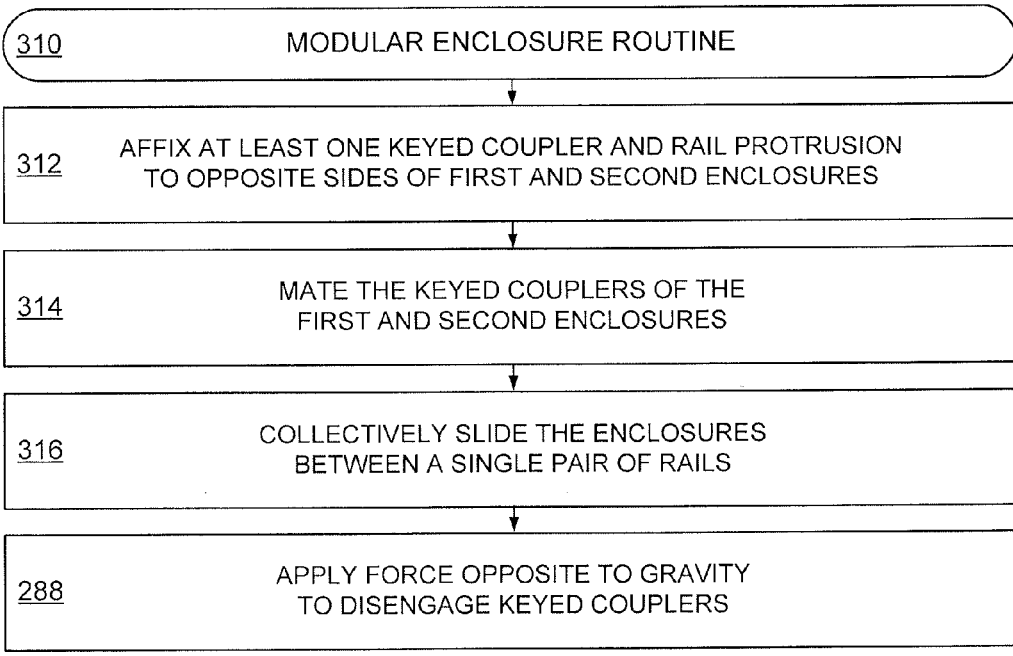 310 MODULAR ENCLOSURE ROUTINE
312 AFFIX AT LEAST ONE KEYED COUPLER AND RAIL PROTRUSION
TO OPPOSITE SIDES OF FIRST AND SECOND ENCLOSURES
314 MATE THE KEYED COUPLERS OF THE
FIRST AND SECOND ENCLOSURES
316 COLLECTIVELY SLIDE THE ENCLOSURES
BETWEEN A SINGLE PAIR OF RAILS
288 APPLY FORCE OPPOSITE TO GRAVITY
TO DISENGAGE KEYED COUPLERS